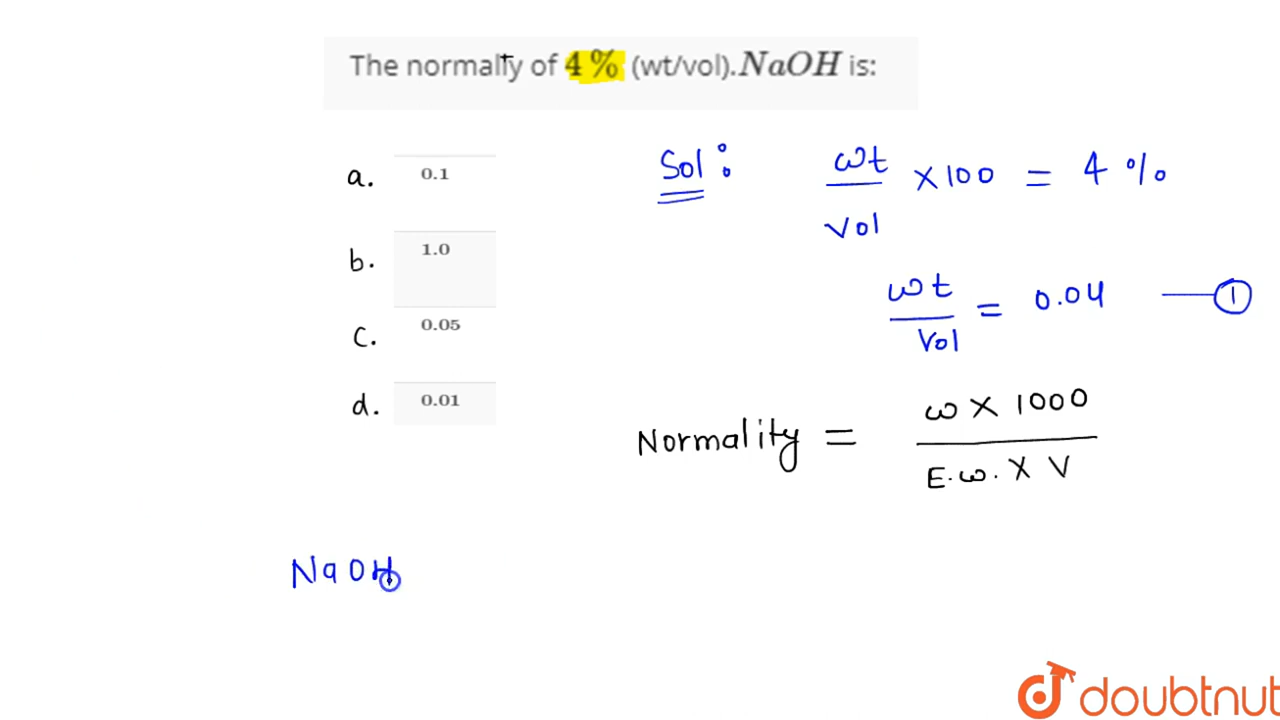 The normalty of 4 % (wt/vol).NaOH is:
a. 0.1
b. 1.0
c. 0.05
d. 0.01
Sol : wt/vol × 100 = 4 %
wt/Vol = 0.04 — 1
Normality = w × 1000 / E.w. × V
NaOH
doubtnut